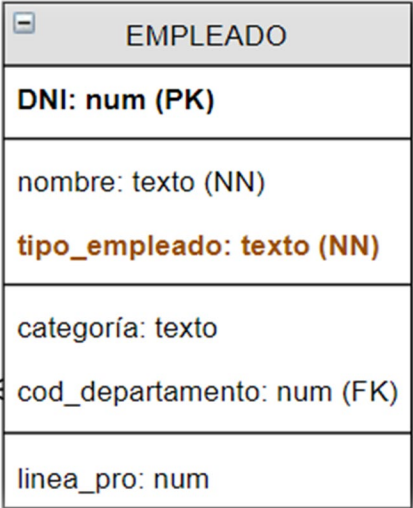 EMPLEADO
DNI: num (PK)
nombre: texto (NN)
tipo_empleado: texto (NN)
categoría: texto
cod_departamento: num (FK)
linea_pro: num